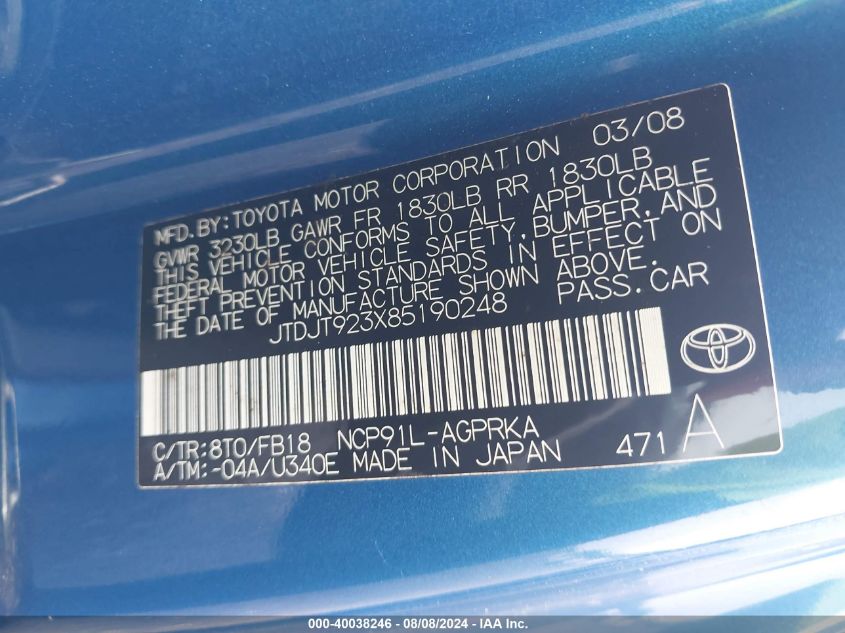 MFD.BY:TOYOTA MOTOR CORPORATION 03/08
GVWR 3230LB GAWR FR 1830LB RR 1830LB
THIS VEHICLE CONFORMS TO ALL APPLICABLE
FEDERAL MOTOR VEHICLE SAFETY,BUMPER,AND
THEFT PREVENTION STANDARDS IN EFFECT ON
THE DATE OF MANUFACTURE SHOWN ABOVE.
JTDJT923X85190248 PASS.CAR
C/TR:8T0/FB18 NCP91L-AGPRKA
A/TM:-04A/U340E MADE IN JAPAN 471 A
000-40038246 - 08/08/2024 - IAA Inc.